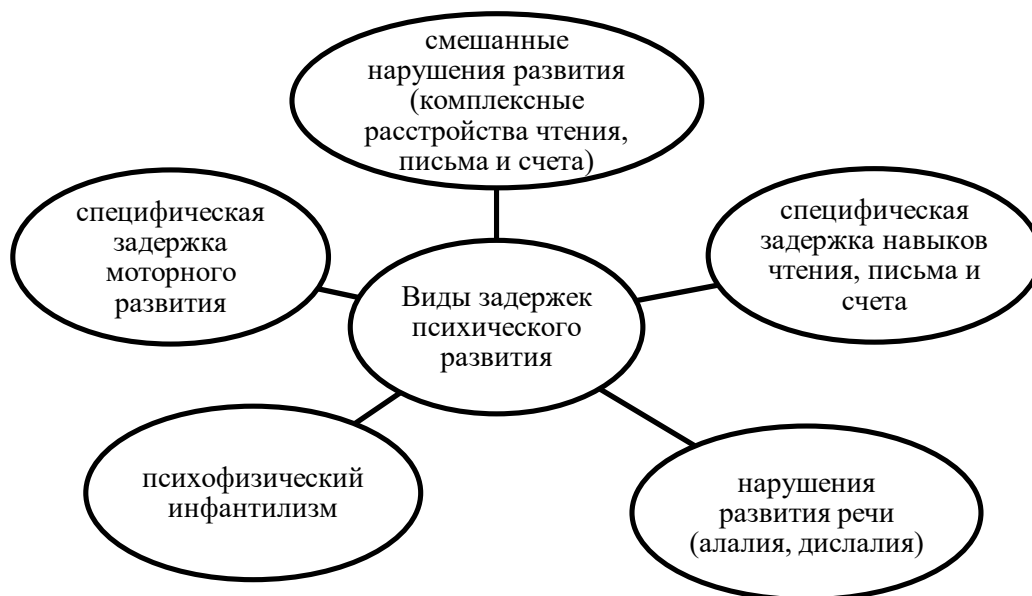 смешанные
нарушения развития
(комплексные
расстройства чтения,
письма и счета)
специфическая
задержка
моторного
развития
специфическая
задержка навыков
чтения, письма и
счета
Виды задержек
психического
развития
психофизический
инфантилизм
нарушения
развития речи
(алалия, дислалия)